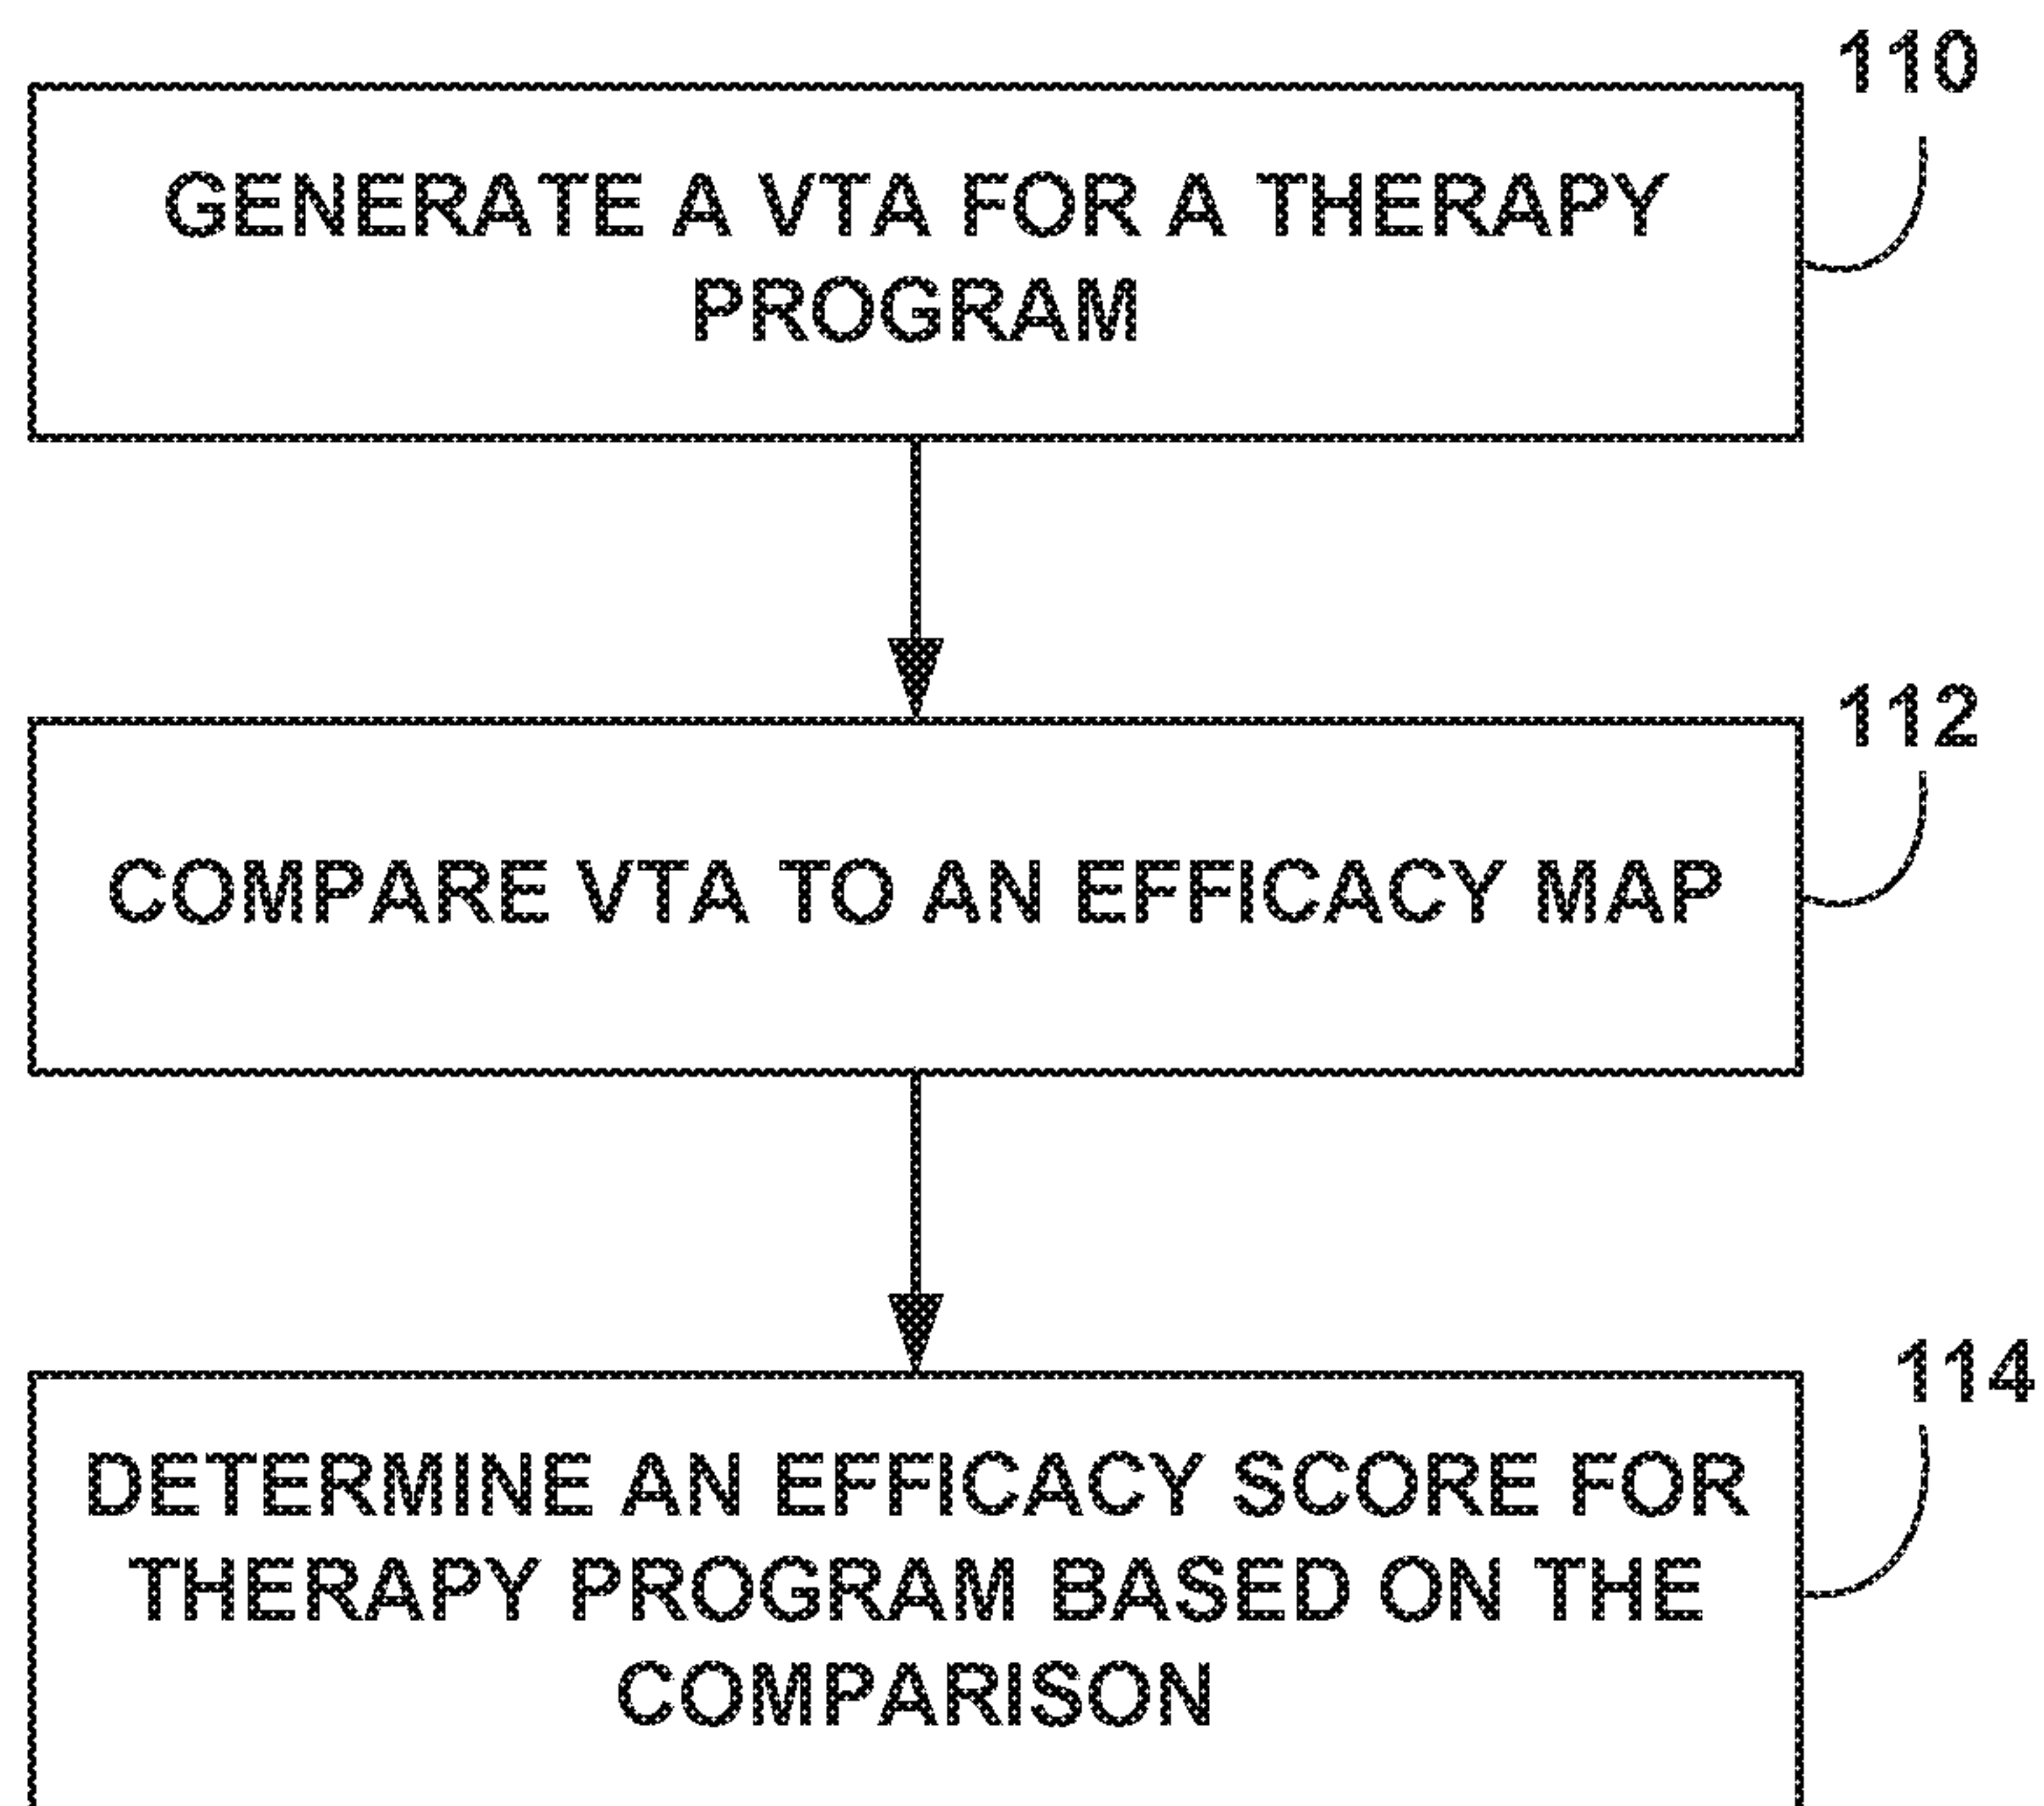 110
GENERATE A VTA FOR A THERAPY
PROGRAM
112
COMPARE VTA TO AN EFFICACY MAP
114
DETERMINE AN EFFICACY SCORE FOR
THERAPY PROGRAM BASED ON THE
COMPARISON